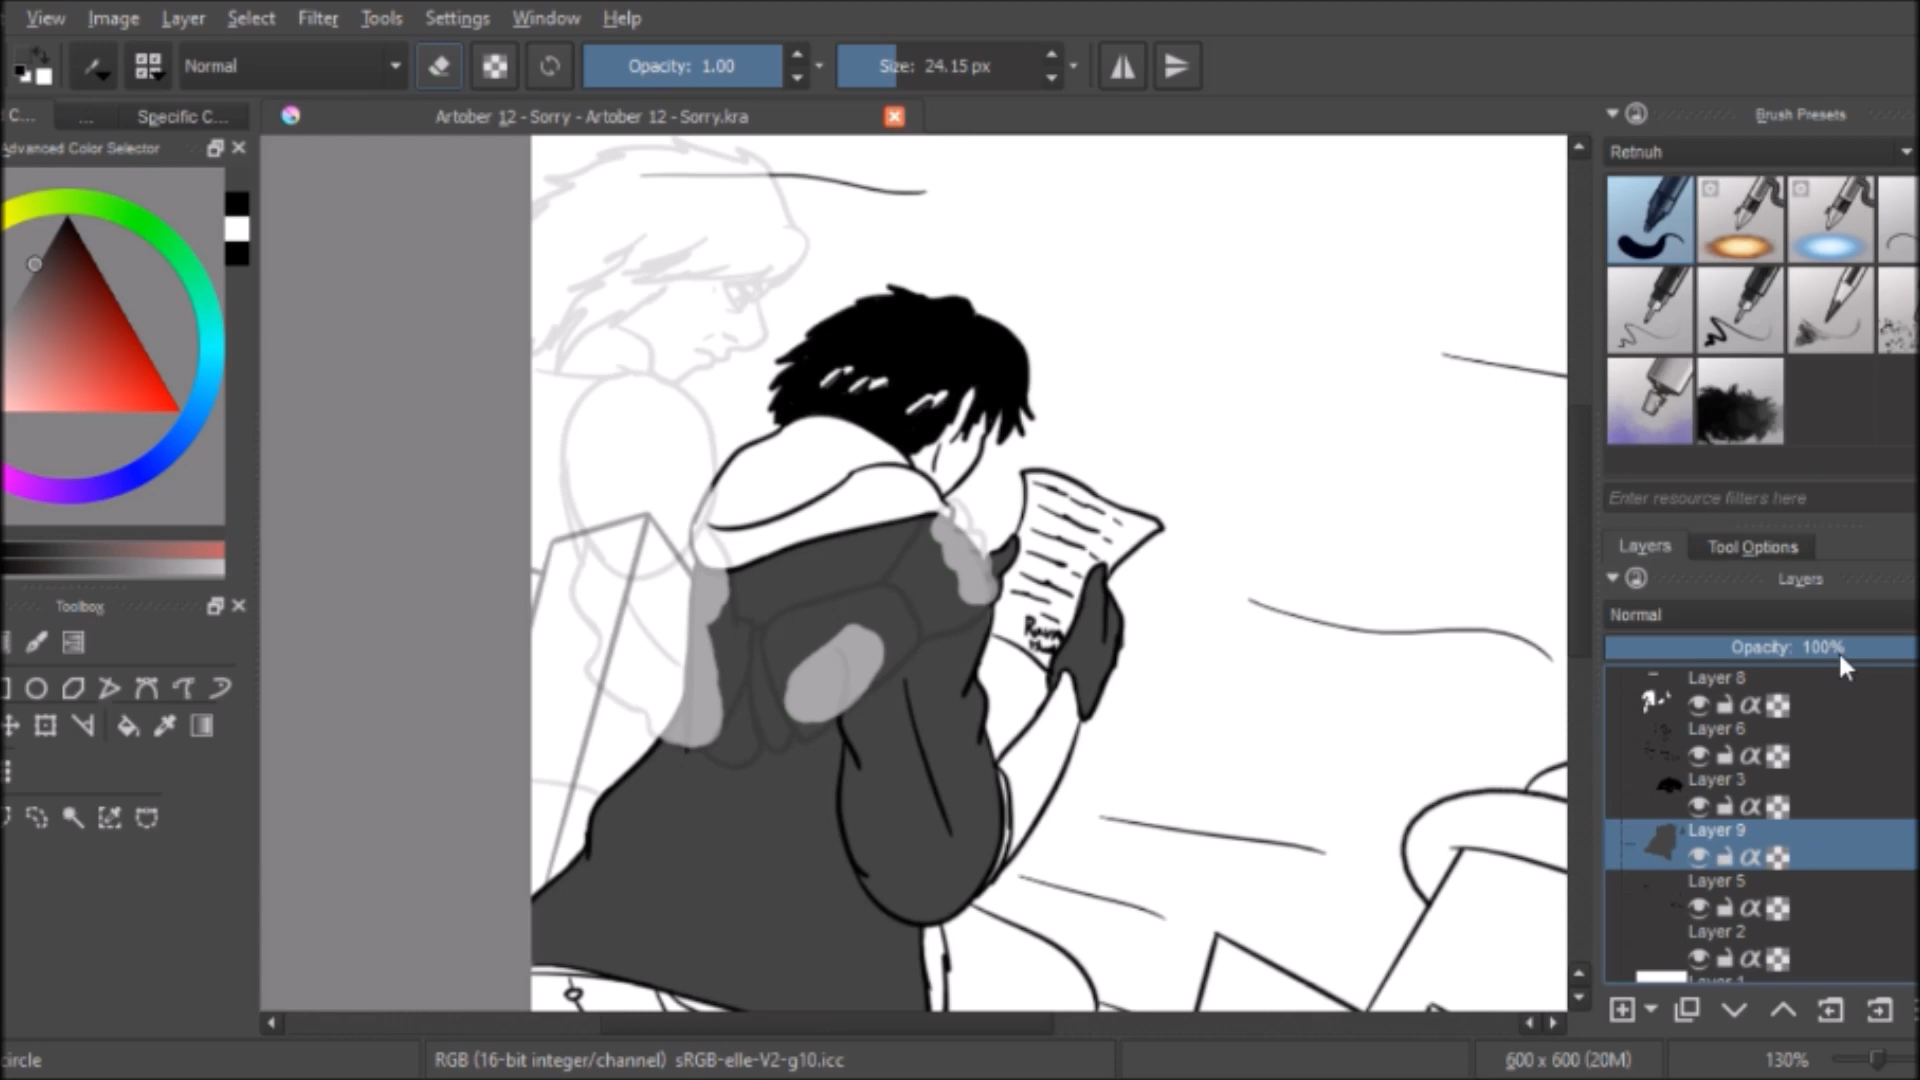 View Image Layer Select Filter Tools Settings Window Help
Normal Opacity: 1.00 Size: 24.15 px
C... ... Specific C... Artober 12 - Sorry - Artober 12 - Sorry.kra
Brush Presets
Advanced Color Selector
Retnuh
Enter resource filters here
Layers Tool Options
Layers
Toolbox
Normal
Opacity: 100%
Layer 8
Layer 6
Layer 3
Layer 9
Layer 5
Layer 2
Layer 1
circle RGB (16-bit integer/channel) sRGB-elle-V2-g10.icc 600 x 600 (20M) 130%